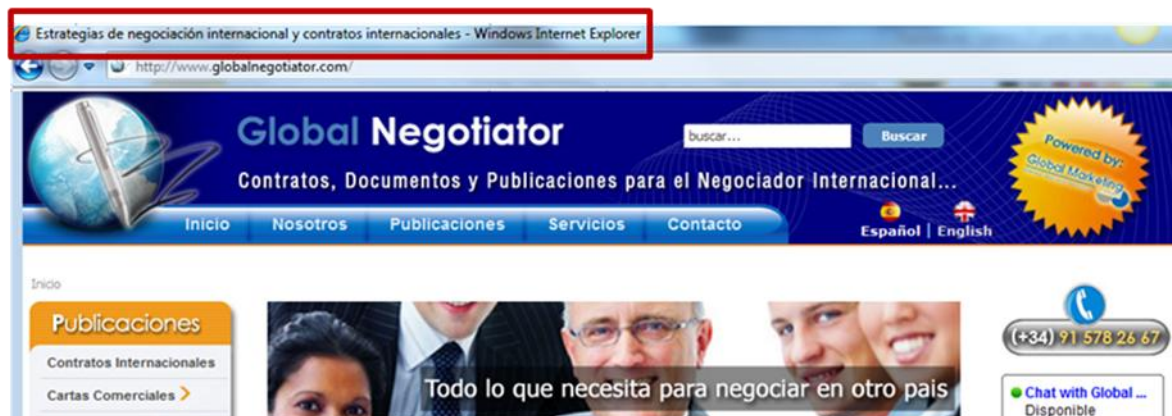 Estrategias de negociación internacional y contratos internacionales - Windows Internet Explorer
http://www.globalnegotiator.com/
Global Negotiator
buscar...
Buscar
Powered by:
Global Marketing
Contratos, Documentos y Publicaciones para el Negociador Internacional...
Inicio Nosotros Publicaciones Servicios Contacto
Español | English
Inicio
Publicaciones
Contratos Internacionales
Cartas Comerciales >
Todo lo que necesita para negociar en otro pais
(+34) 91 578 26 67
Chat with Global ...
Disponible